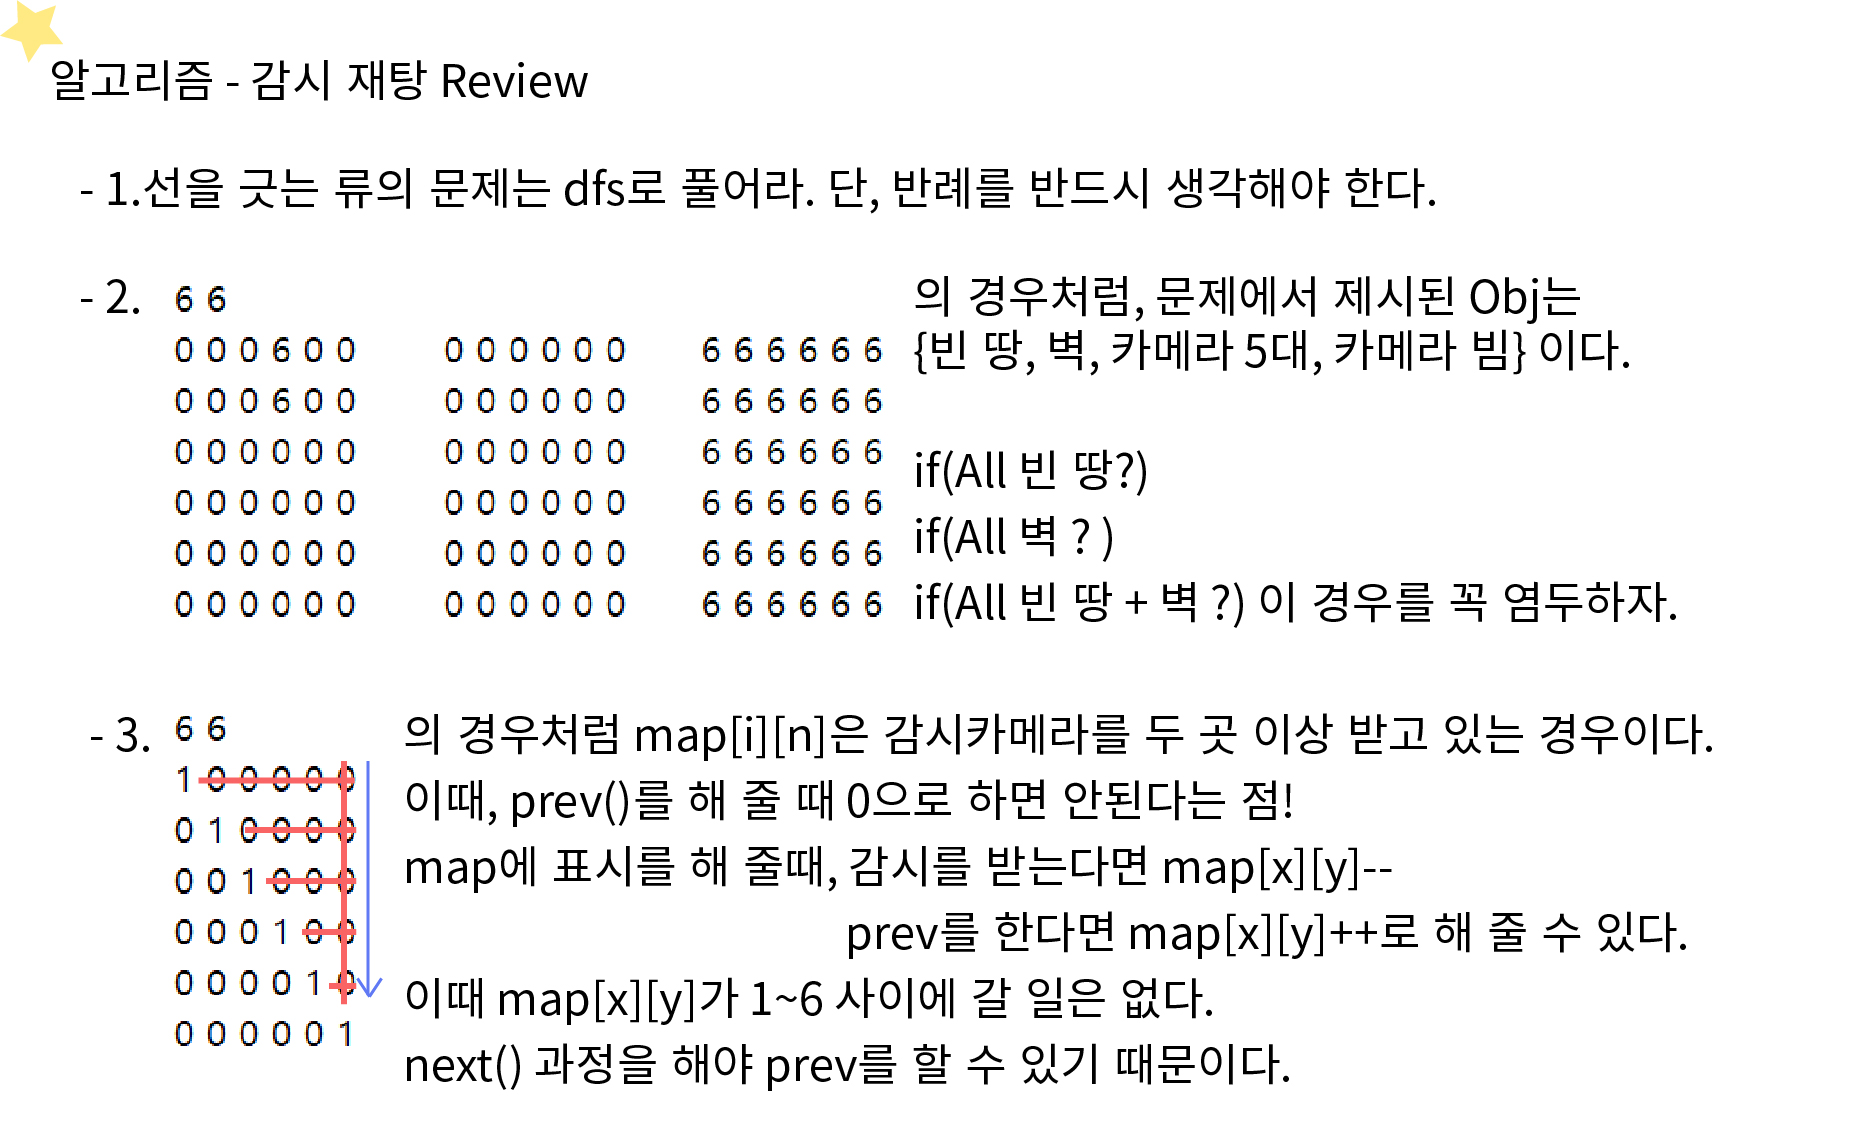 알고리즘 - 감시 재탕 Review
- 1.선을 긋는 류의 문제는 dfs로 풀어라. 단, 반례를 반드시 생각해야 한다.
- 2. 6 6
0 0 0 6 0 0 0 0 0 0 0 0 6 6 6 6 6 6
0 0 0 6 0 0 0 0 0 0 0 0 6 6 6 6 6 6
0 0 0 0 0 0 0 0 0 0 0 0 6 6 6 6 6 6
0 0 0 0 0 0 0 0 0 0 0 0 6 6 6 6 6 6
0 0 0 0 0 0 0 0 0 0 0 0 6 6 6 6 6 6
0 0 0 0 0 0 0 0 0 0 0 0 6 6 6 6 6 6
의 경우처럼, 문제에서 제시된 Obj는
{빈 땅, 벽, 카메라 5대, 카메라 빔} 이다.
if(All 빈 땅?)
if(All 벽 ? )
if(All 빈 땅 + 벽 ?) 이 경우를 꼭 염두하자.
- 3. 6 6
1 0 0 0 0 0
0 1 0 0 0 0
0 0 1 0 0 0
0 0 0 1 0 0
0 0 0 0 1 0
0 0 0 0 0 1
의 경우처럼 map[i][n]은 감시카메라를 두 곳 이상 받고 있는 경우이다.
이때, prev()를 해 줄 때 0으로 하면 안된다는 점!
map에 표시를 해 줄때, 감시를 받는다면 map[x][y]--
prev를 한다면 map[x][y]++로 해 줄 수 있다.
이때 map[x][y]가 1~6 사이에 갈 일은 없다.
next() 과정을 해야 prev를 할 수 있기 때문이다.